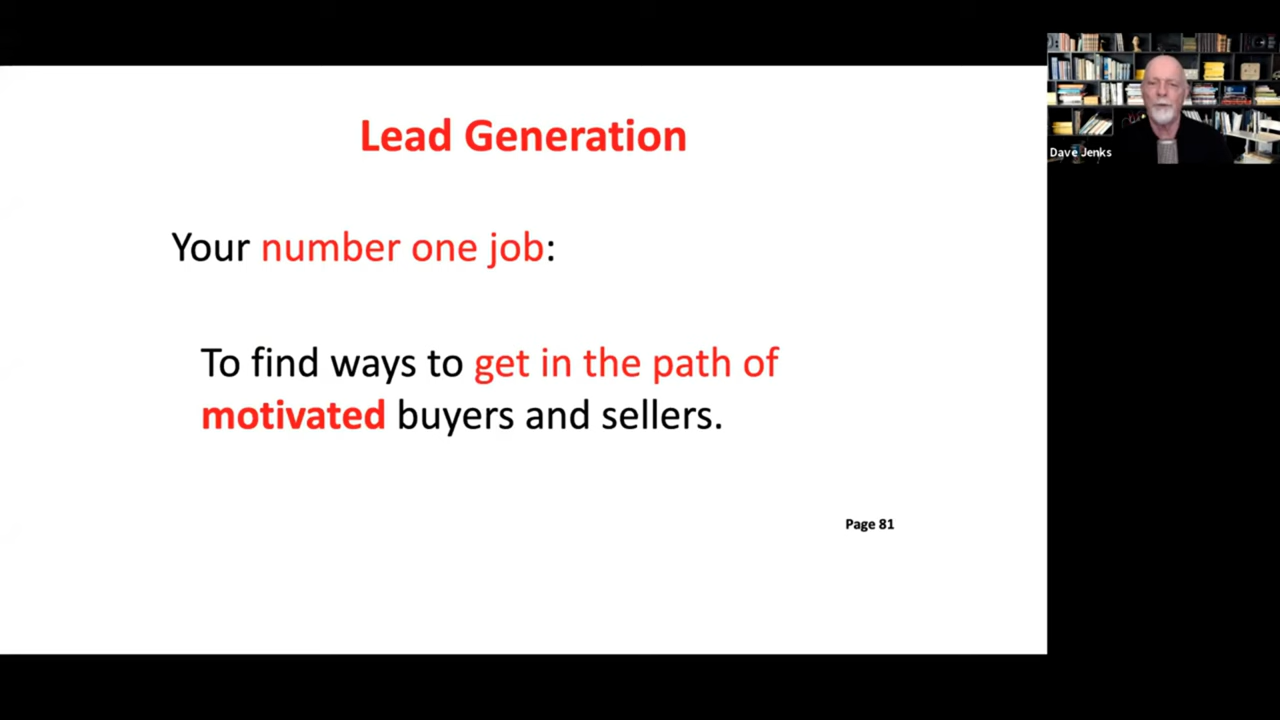 Lead Generation
Your number one job:
To find ways to get in the path of
motivated buyers and sellers.
Page 81
Dave Jenks